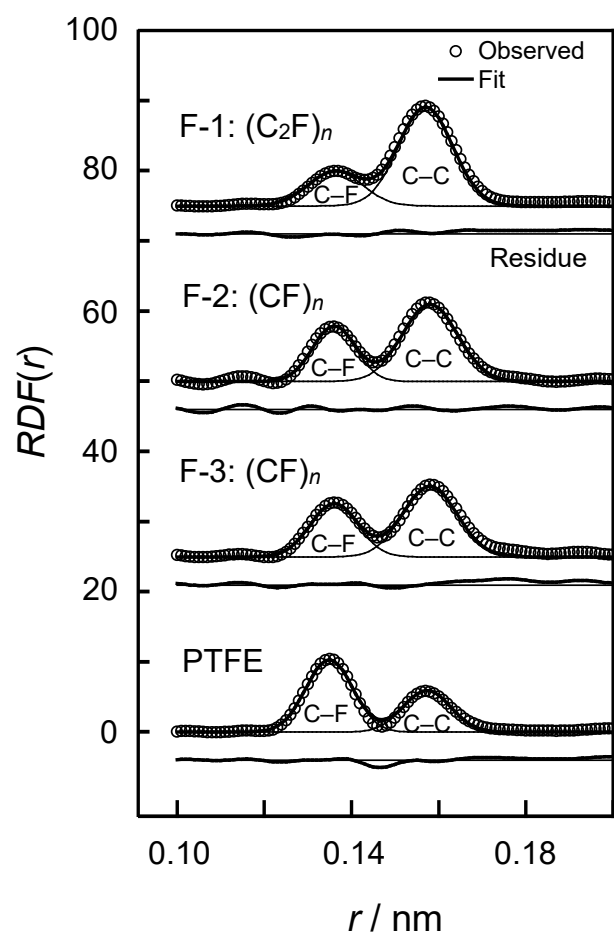 100
80
60
40
20
0
RDF(r)
○ Observed
Fit
F-1: (C₂F)n
C–F
C–C
Residue
F-2: (CF)n
C–F
C–C
F-3: (CF)n
C–F
C–C
PTFE
C–F
C–C
0.10 0.14 0.18
r / nm